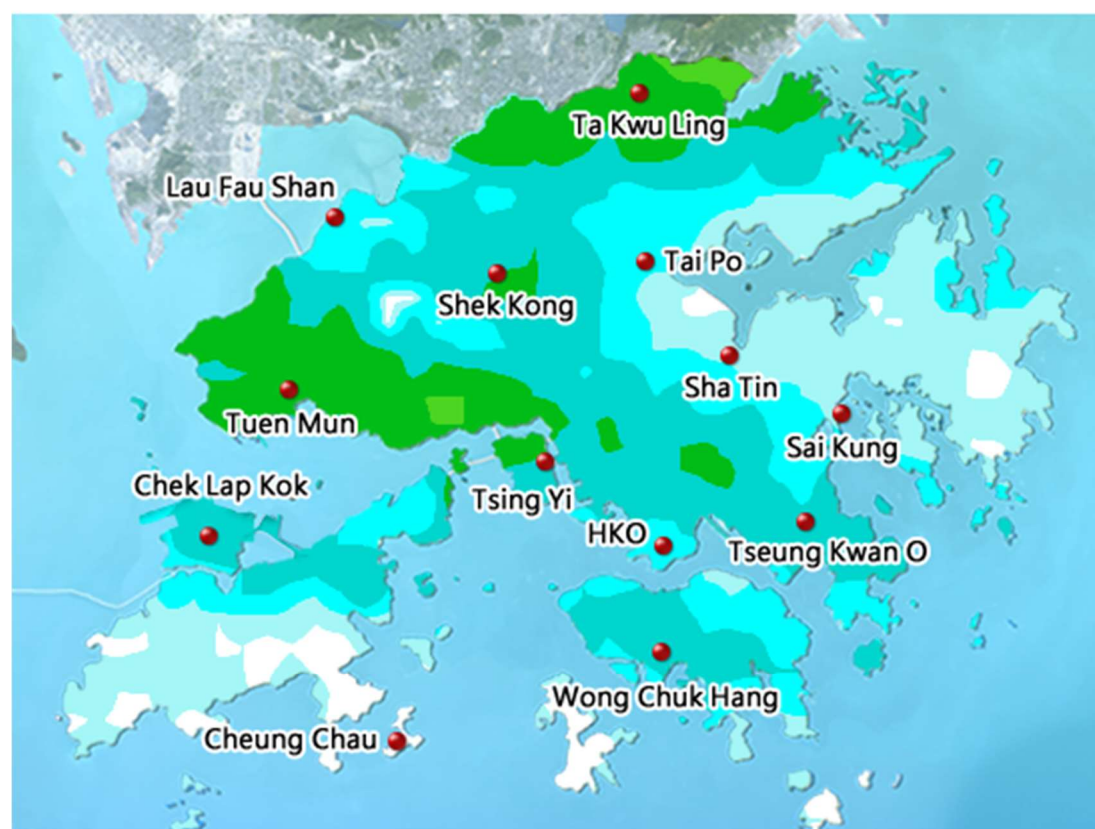 Ta Kwu Ling
Lau Fau Shan
Tai Po
Shek Kong
Sha Tin
Tuen Mun
Sai Kung
Chek Lap Kok
Tsing Yi
HKO
Tseung Kwan O
Wong Chuk Hang
Cheung Chau